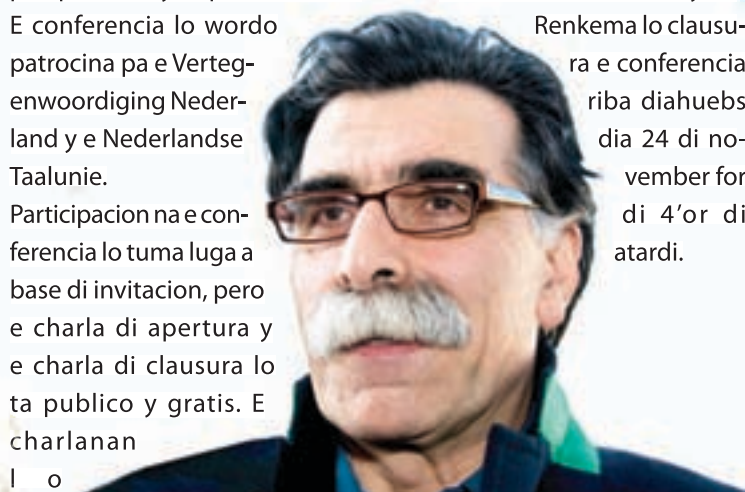 E conferencia lo wordo
patrocina pa e Verteg-
enwoordiging Neder-
land y e Nederlandse
Taalunie.
Participacion na e con-
ferencia lo tuma luga a
base di invitacion, pero
e charla di apertura y
e charla di clausura lo
ta publico y gratis. E
charlanan
l o
Renkema lo clausu-
ra e conferencia
riba diahuebs
dia 24 di no-
vember for
di 4’or di
atardi.